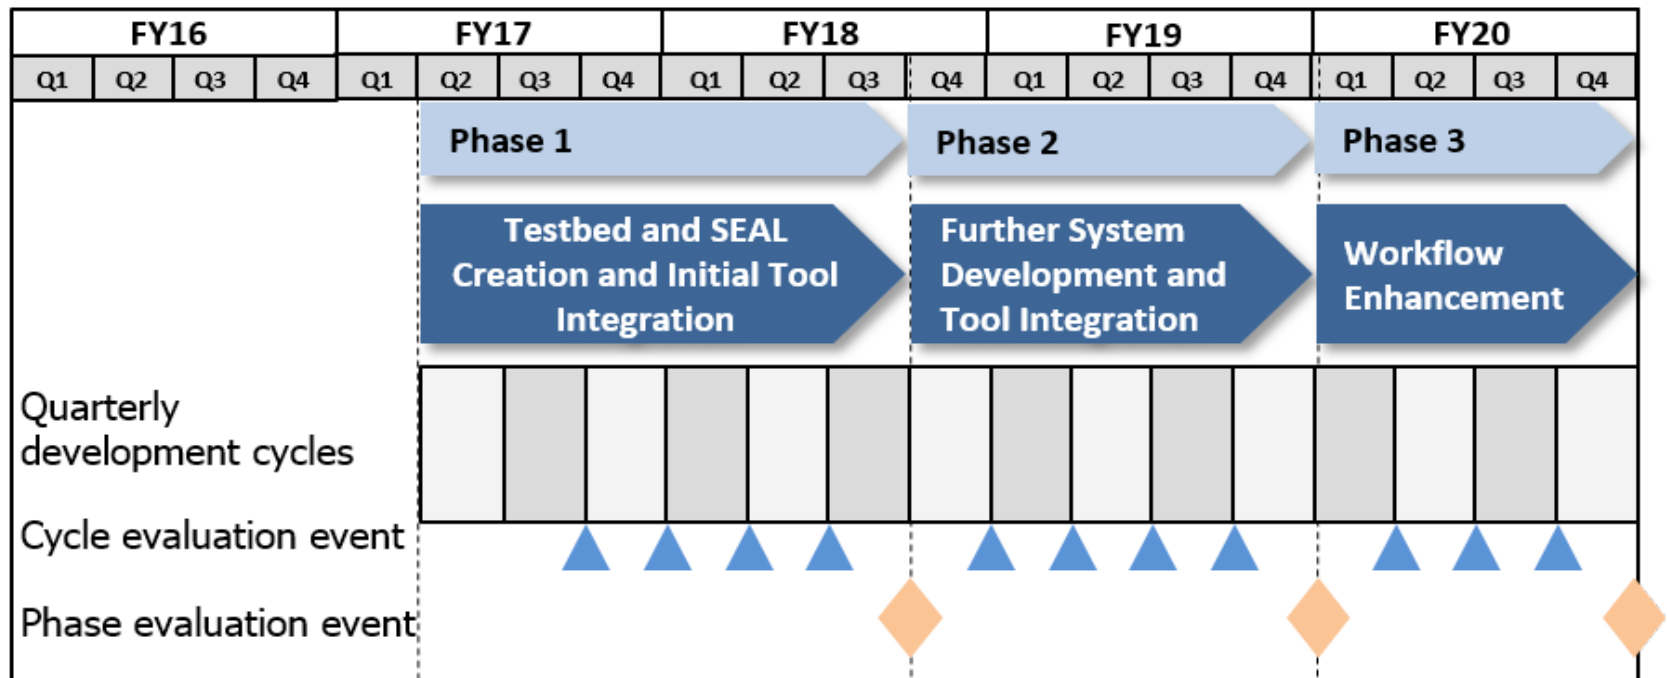 FY16 FY17 FY18 FY19 FY20
Q1 Q2 Q3 Q4 Q1 Q2 Q3 Q4 Q1 Q2 Q3 Q4 Q1 Q2 Q3 Q4 Q1 Q2 Q3 Q4
Phase 1
Phase 2
Phase 3
Testbed and SEAL
Creation and Initial Tool
Integration
Further System
Development and
Tool Integration
Workflow
Enhancement
Quarterly
development cycles
Cycle evaluation event
Phase evaluation event